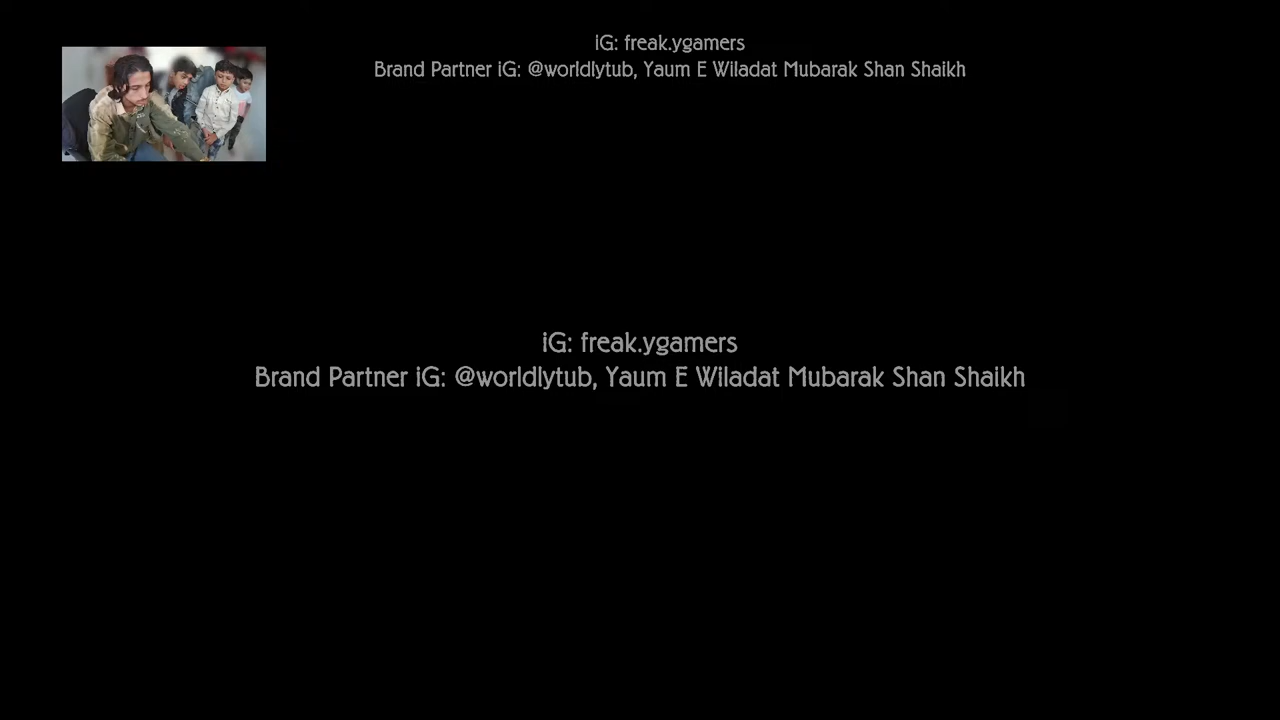 iG: freak.ygamers
Brand Partner iG: @worldlytub, Yaum E Wiladat Mubarak Shan Shaikh
iG: freak.ygamers
Brand Partner iG: @worldlytub, Yaum E Wiladat Mubarak Shan Shaikh